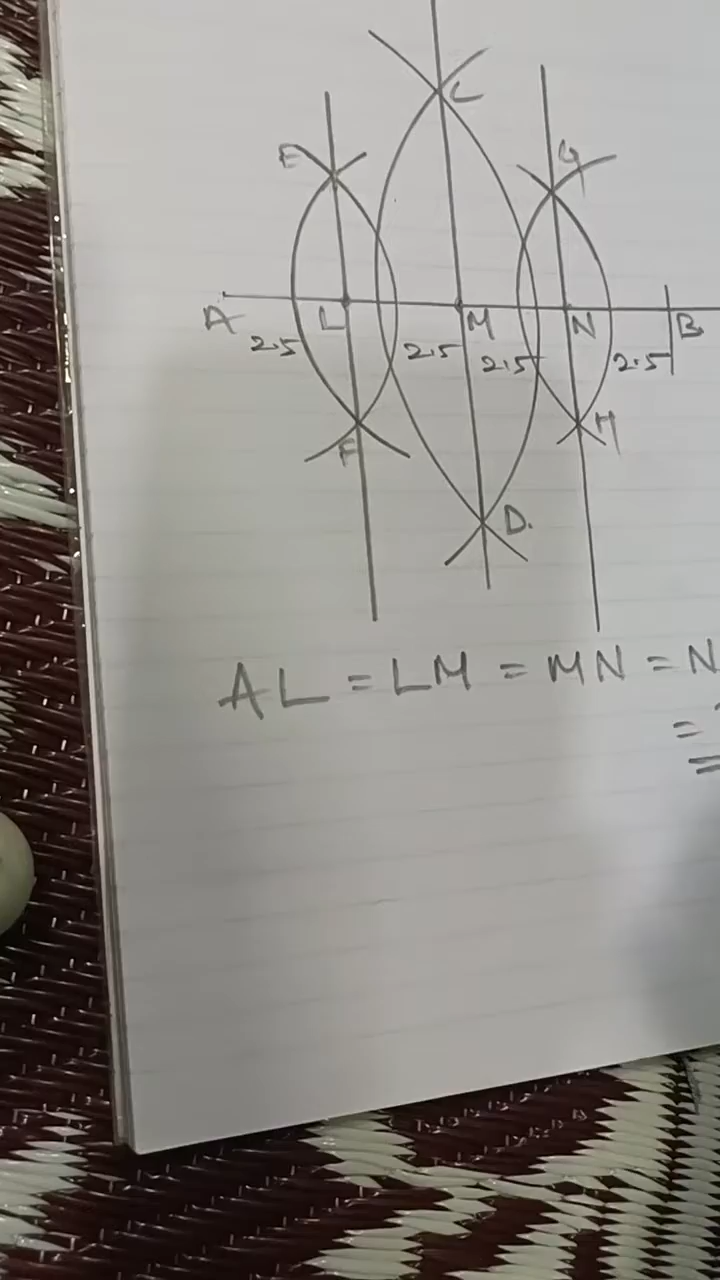 C
E G
A L M N B
2.5 2.5 2.5 2.5
F H
D.
AL = LM = MN = N
=